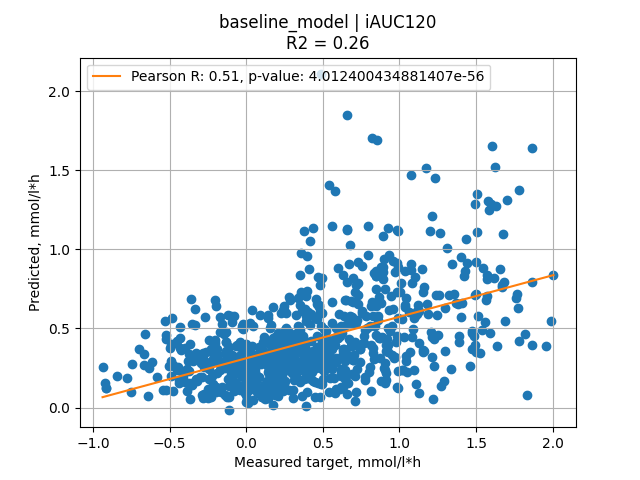 baseline_model | iAUC120
R2 = 0.26
Pearson R: 0.51, p-value: 4.012400434881407e-56
2.0
1.5
1.0
0.5
0.0
Predicted, mmol/l*h
−1.0 −0.5 0.0 0.5 1.0 1.5 2.0
Measured target, mmol/l*h